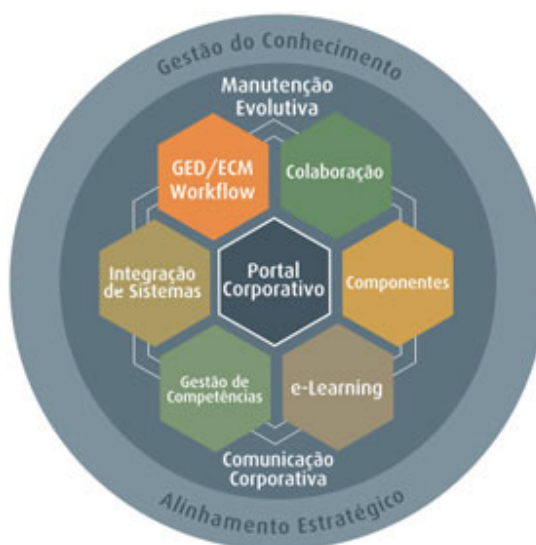 Gestão do Conhecimento
Manutenção
Evolutiva
GED/ECM
Workflow
Colaboração
Integração
de Sistemas
Portal
Corporativo
Componentes
Gestão de
Competências
e-Learning
Comunicação
Corporativa
Alinhamento Estratégico